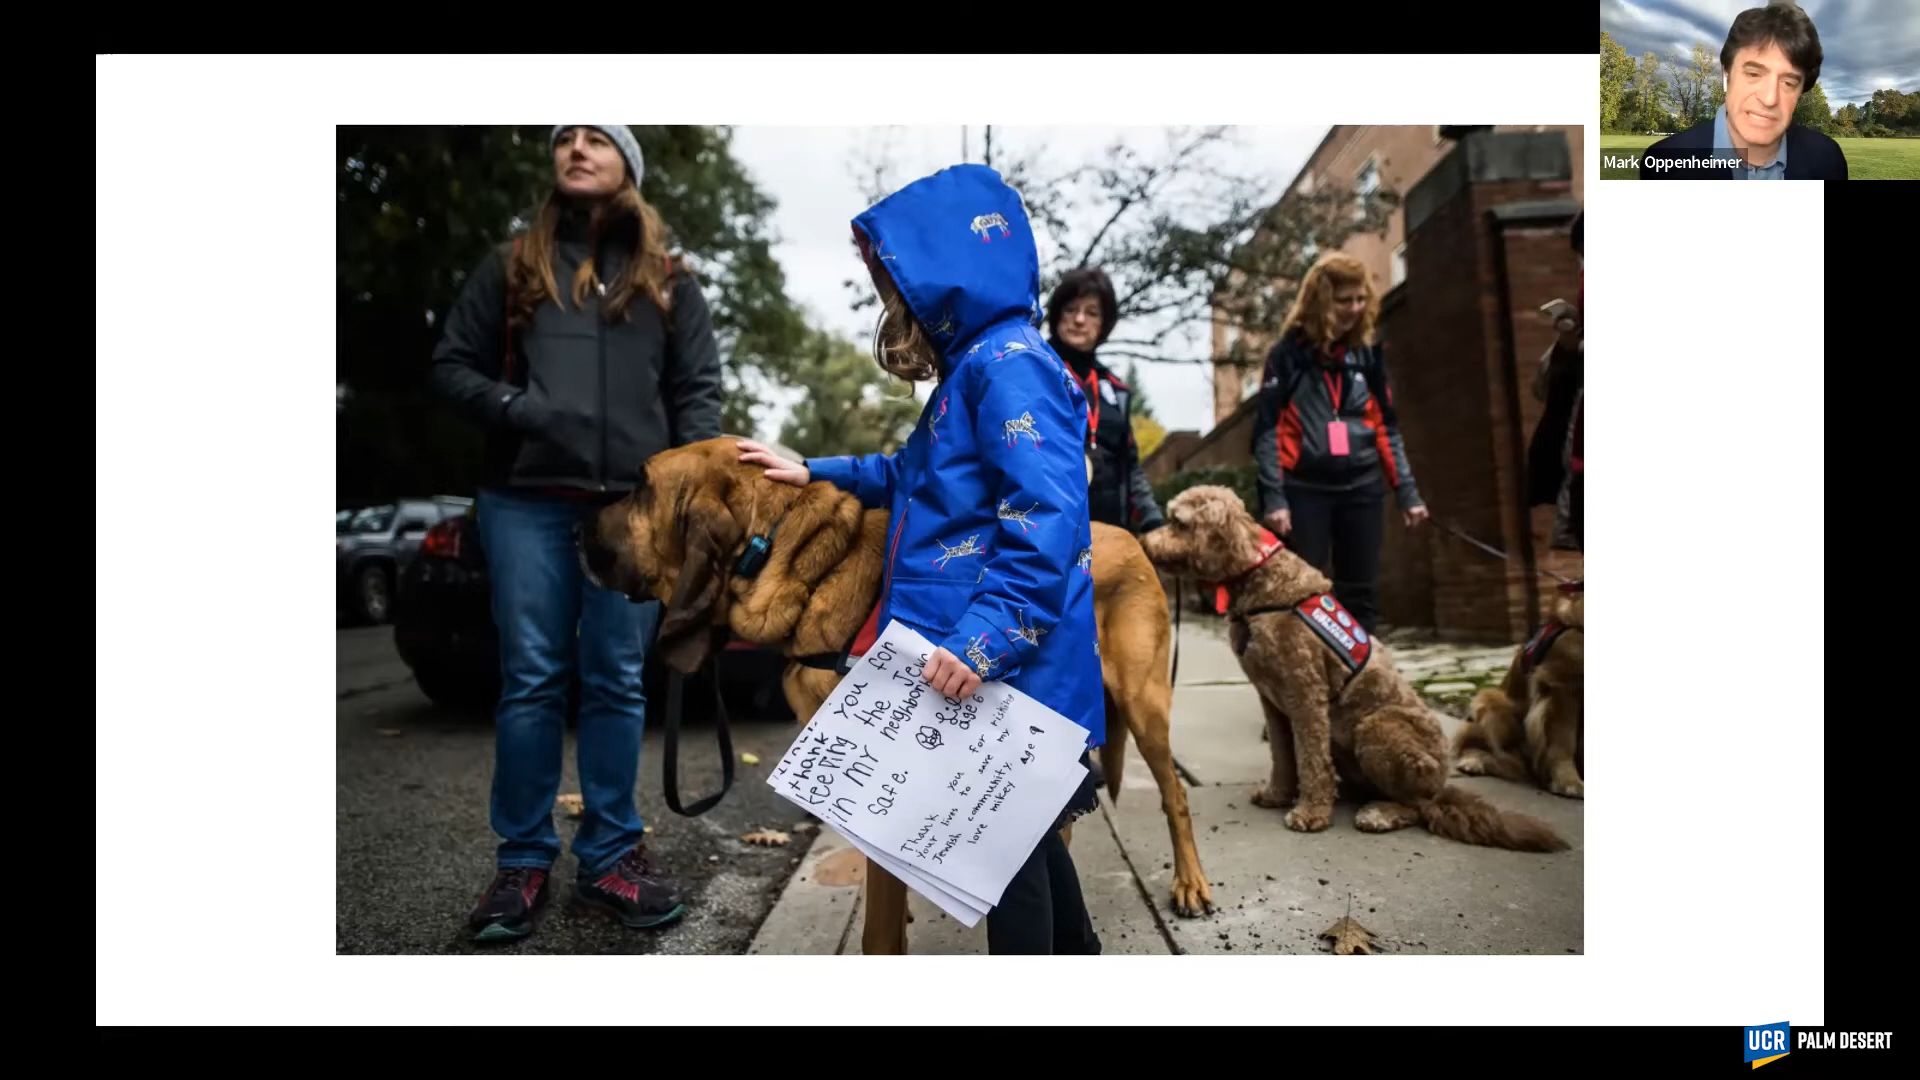 Mark Oppenheimer
thank you for
keeping the Jews
in my neighbor
safe.
age 6
Thank you for risking
your lives to save my
Jewish community.
love mikey age 9
UCR PALM DESERT